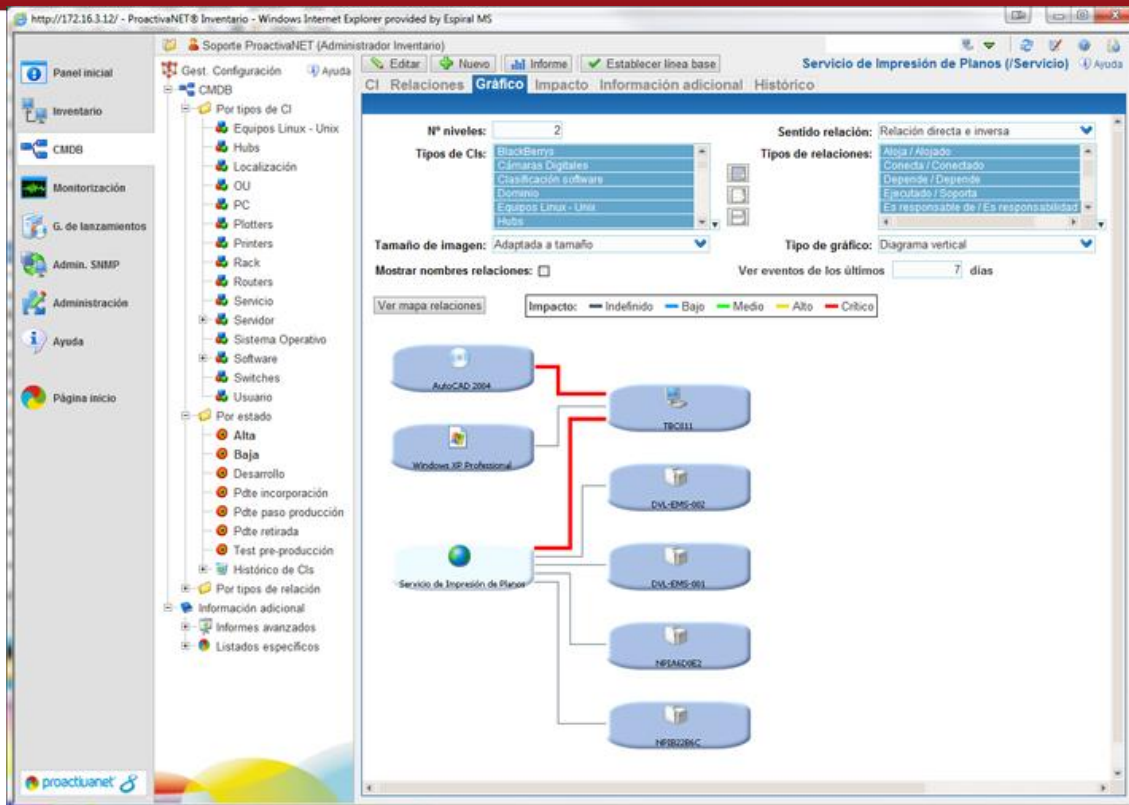 http://172.16.3.12/ - ProactivaNET® Inventario - Windows Internet Explorer provided by Espiral MS
Soporte ProactivaNET (Administrador Inventario)
Panel inicial
Inventario
CMDB
Monitorización
G. de lanzamientos
Admin. SNMP
Administración
Ayuda
Página inicio
proactivanet 8
Gest. Configuración Ayuda
CMDB
Por tipos de CI
Equipos Linux - Unix
Hubs
Localización
OU
PC
Plotters
Printers
Rack
Routers
Servicio
Servidor
Sistema Operativo
Software
Switches
Usuario
Por estado
Alta
Baja
Desarrollo
Pdte incorporación
Pdte paso producción
Pdte retirada
Test pre-producción
Histórico de CIs
Por tipos de relación
Información adicional
Informes avanzados
Listados específicos
Editar Nuevo Informe Establecer línea base Servicio de Impresión de Planos (/Servicio) Ayuda
CI Relaciones Gráfico Impacto Información adicional Histórico
Nº niveles: 2 Sentido relación: Relación directa e inversa
Tipos de CIs: Tipos de relaciones:
BlackBerrys
Cámaras Digitales
Clasificación software
Dominio
Equipos Linux - Unix
Hubs
Aloja / Alojado
Conecta / Conectado
Depende / Depende
Ejecutado / Soporta
Es responsable de / Es responsabilidad
Tamaño de imagen: Adaptada a tamaño Tipo de gráfico: Diagrama vertical
Mostrar nombres relaciones: Ver eventos de los últimos 7 días
Ver mapa relaciones Impacto: Indefinido Bajo Medio Alto Crítico
AutoCAD 2004
TBC011
Windows XP Professional
DVL-EMS-002
Servicio de Impresión de Planos
DVL-EMS-001
NPIA6D0E2
NPIB22B6C